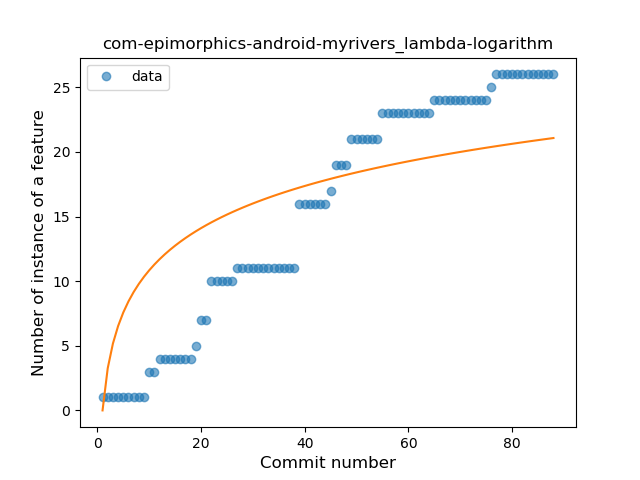 com-epimorphics-android-myrivers_lambda-logarithm
data
Number of instance of a feature
25
20
15
10
5
0
0 20 40 60 80
Commit number